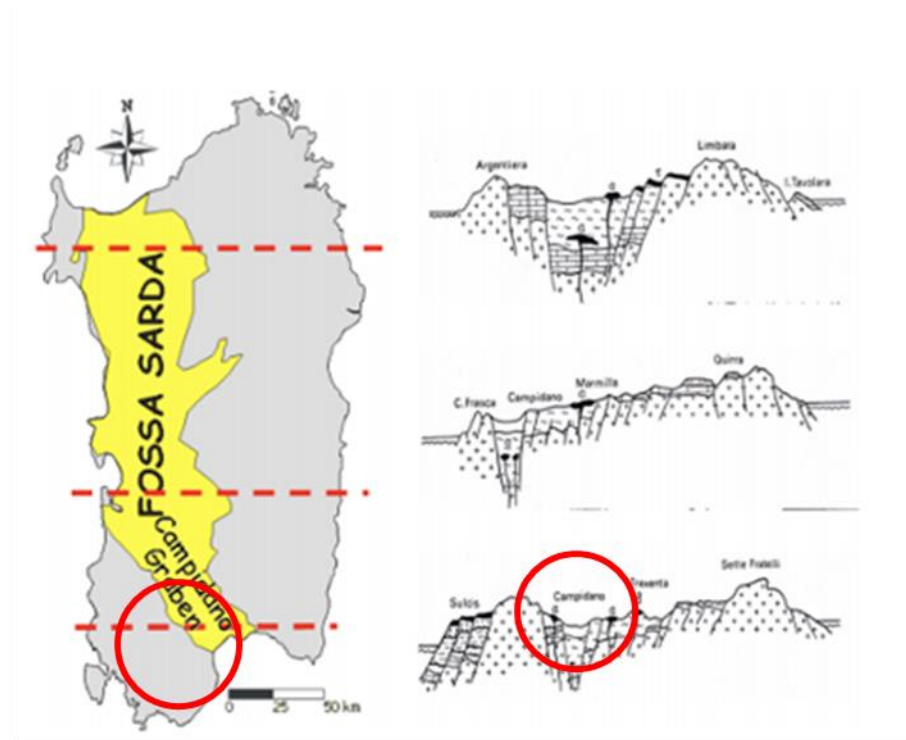 N
FOSSA SARDA
Campidano
Graben
0 25 50 km
Argentiera
Limbara
I. Tavolara
α
τ
α
C. Frasca
Campidano
Marmilla
Quirra
α
α
Sulcis
Campidano
Trexenta
Sette Fratelli
α
α